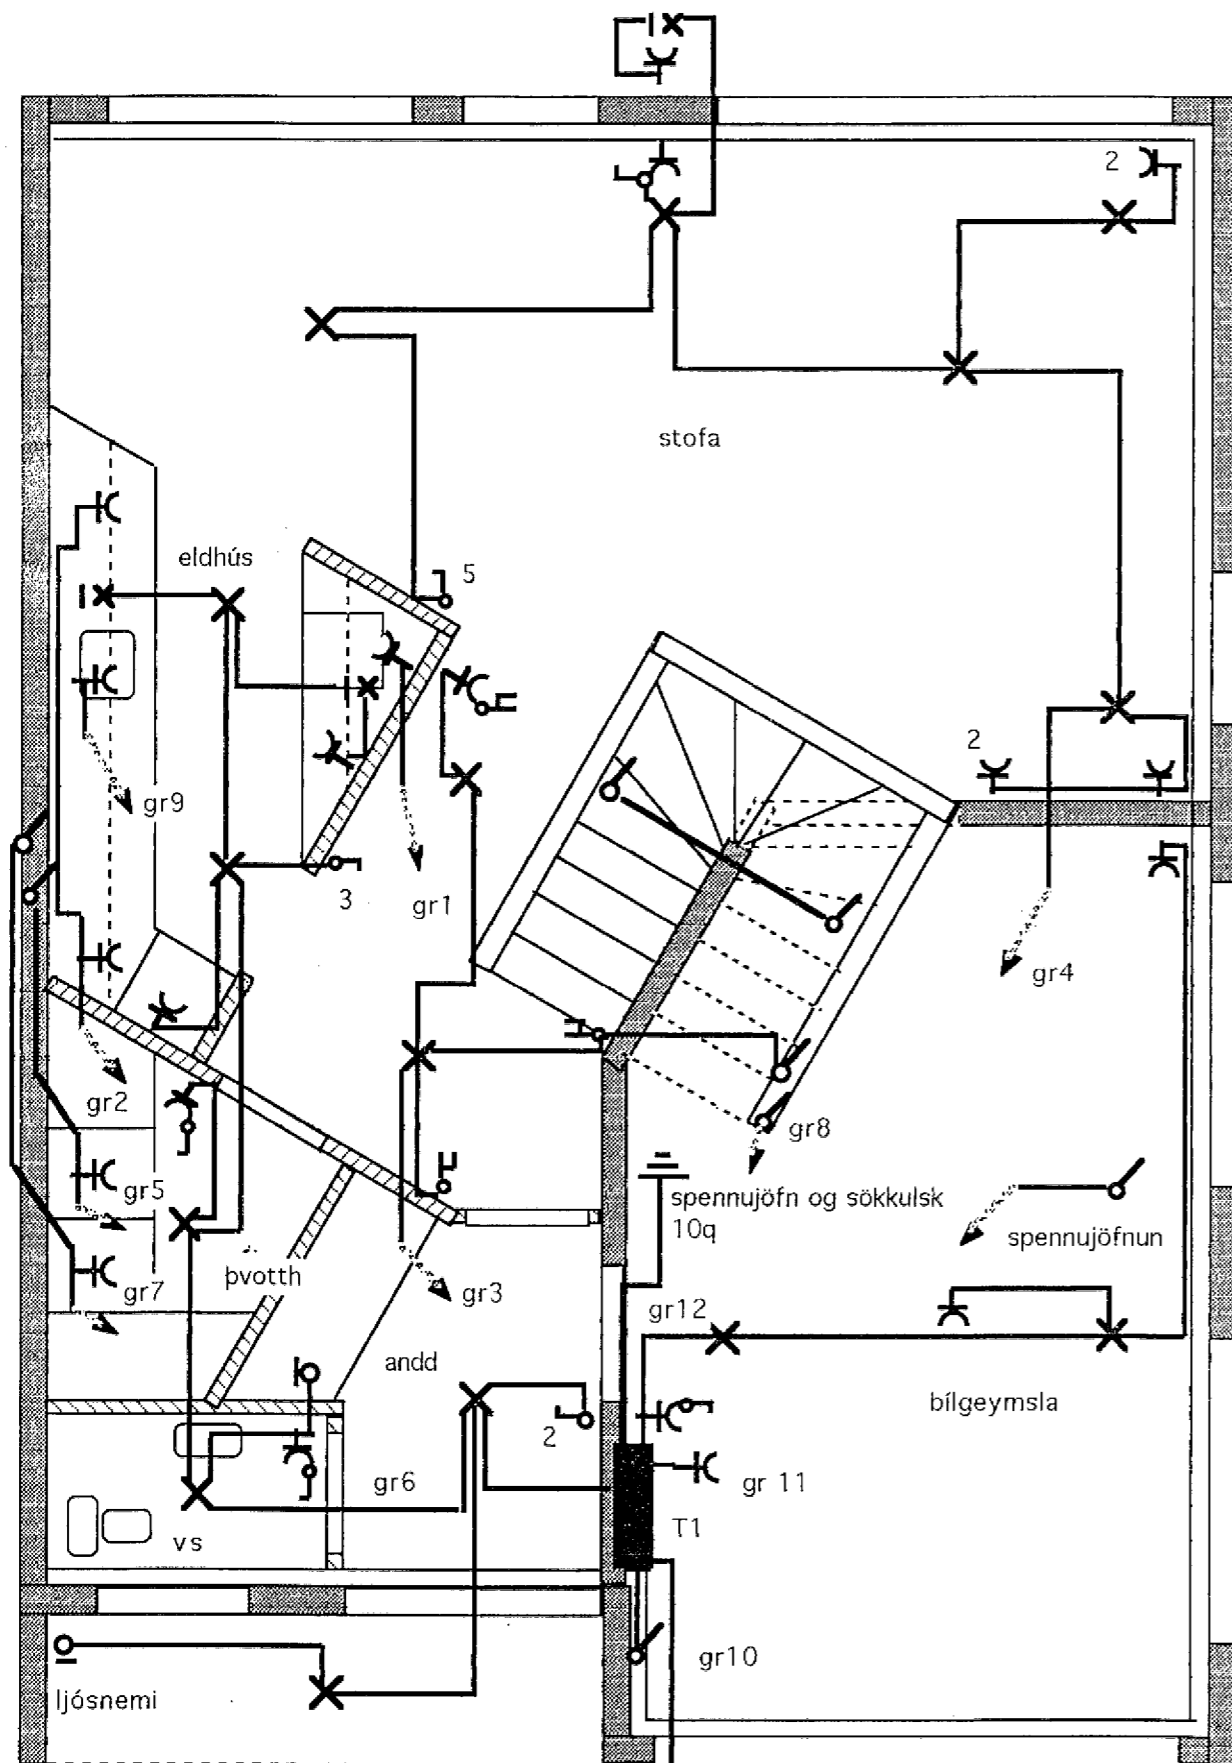 2
stofa
eldhús
5
gr9
2
3
gr1
gr4
gr2
gr8
gr5
spennujöfn og sökkulsk
10q
spennujöfnun
þvotth
gr7
gr3
gr12
andd
bílgeymsla
2
gr6
gr 11
T1
vs
gr10
ljósnemi